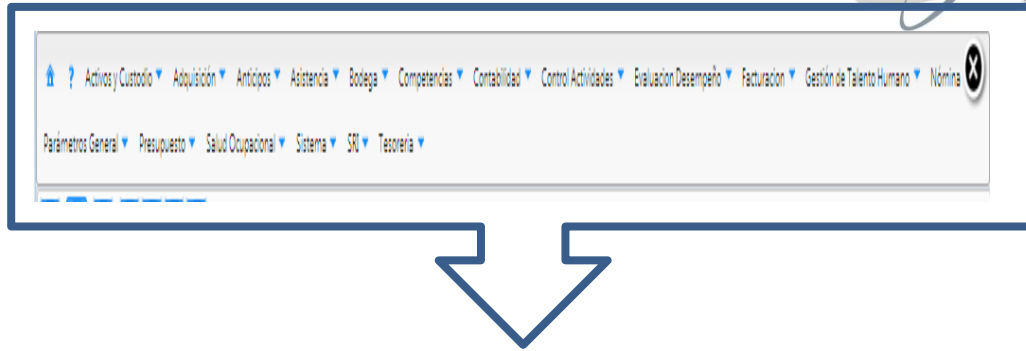 ? Activos y Custodio Adquisición Anticipos Asistencia Bodega Competencias Contabilidad Control Actividades Evaluacion Desempeño Facturacion Gestión de Talento Humano Nómina X
Parámetros General Presupuesto Salud Ocupacional Sistema SRI Tesoreria